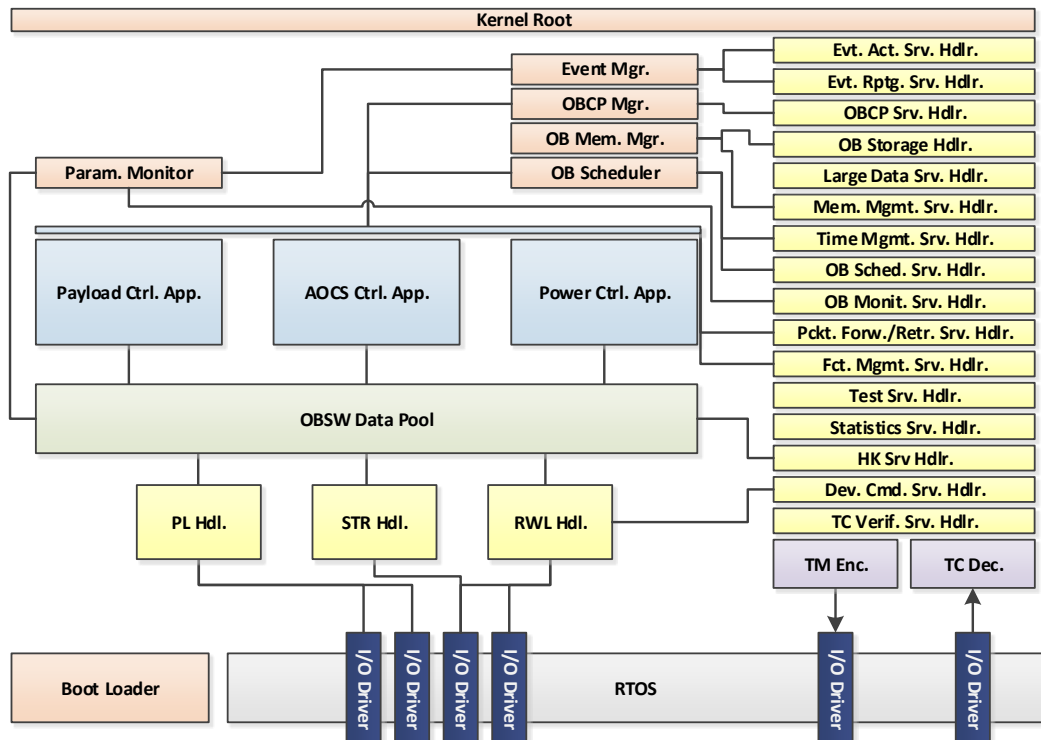 Kernel Root
Event Mgr.
OBCP Mgr.
OB Mem. Mgr.
OB Scheduler
Param. Monitor
Evt. Act. Srv. Hdlr.
Evt. Rptg. Srv. Hdlr.
OBCP Srv. Hdlr.
OB Storage Hdlr.
Large Data Srv. Hdlr.
Mem. Mgmt. Srv. Hdlr.
Time Mgmt. Srv. Hdlr.
OB Sched. Srv. Hdlr.
OB Monit. Srv. Hdlr.
Pckt. Forw./Retr. Srv. Hdlr.
Fct. Mgmt. Srv. Hdlr.
Test Srv. Hdlr.
Statistics Srv. Hdlr.
HK Srv Hdlr.
Dev. Cmd. Srv. Hdlr.
TC Verif. Srv. Hdlr.
Payload Ctrl. App.
AOCS Ctrl. App.
Power Ctrl. App.
OBSW Data Pool
PL Hdl.
STR Hdl.
RWL Hdl.
TM Enc.
TC Dec.
Boot Loader
I/O Driver
I/O Driver
I/O Driver
I/O Driver
RTOS
I/O Driver
I/O Driver